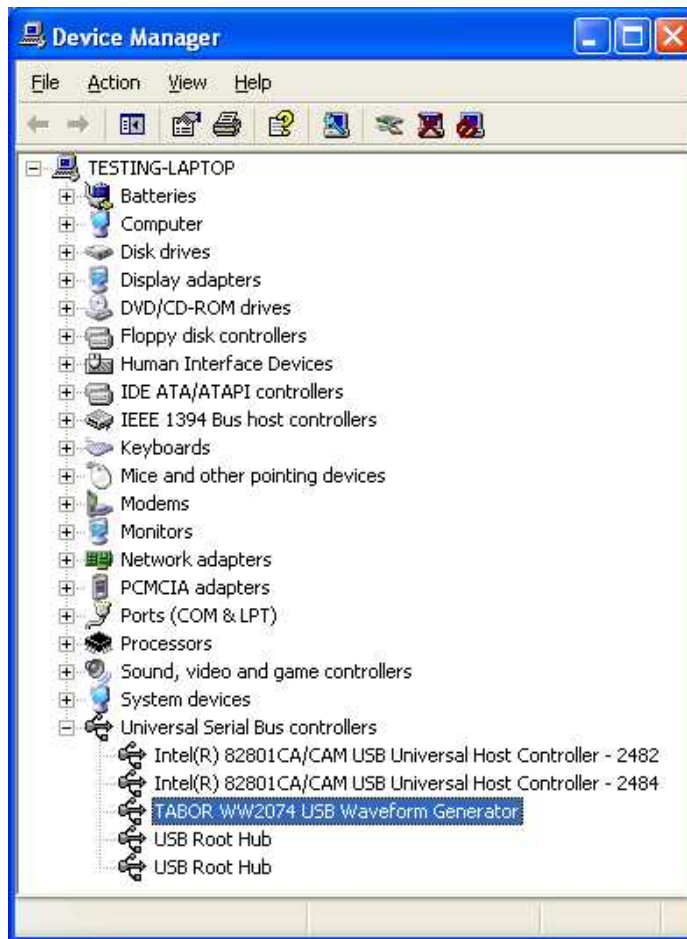 Device Manager
File Action View Help
TESTING-LAPTOP
Batteries
Computer
Disk drives
Display adapters
DVD/CD-ROM drives
Floppy disk controllers
Human Interface Devices
IDE ATA/ATAPI controllers
IEEE 1394 Bus host controllers
Keyboards
Mice and other pointing devices
Modems
Monitors
Network adapters
PCMCIA adapters
Ports (COM & LPT)
Processors
Sound, video and game controllers
System devices
Universal Serial Bus controllers
Intel(R) 82801CA/CAM USB Universal Host Controller - 2482
Intel(R) 82801CA/CAM USB Universal Host Controller - 2484
TABOR WW2074 USB Waveform Generator
USB Root Hub
USB Root Hub